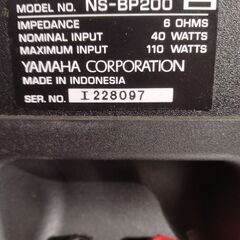 MODEL NO. NS-BP200
IMPEDANCE 6 OHMS
NOMINAL INPUT 40 WATTS
MAXIMUM INPUT 110 WATTS
YAMAHA CORPORATION
MADE IN INDONESIA
SER. NO. I228097